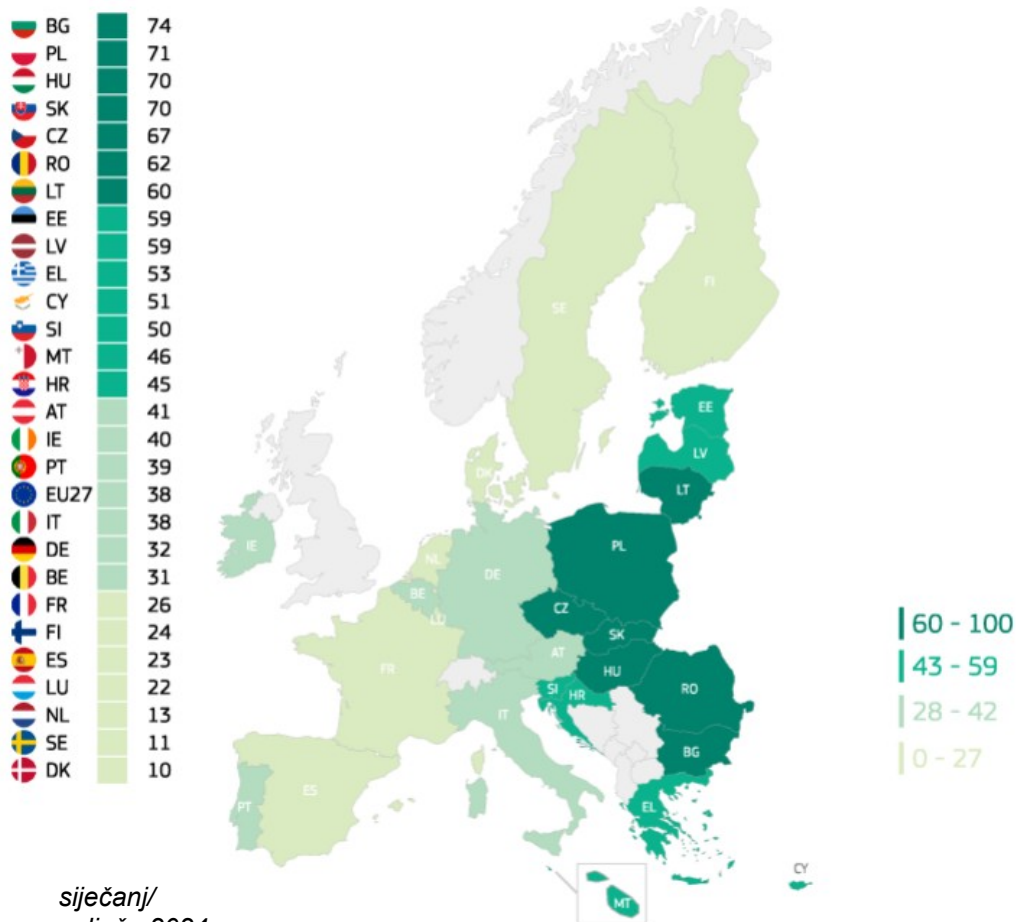 BG 74
PL 71
HU 70
SK 70
CZ 67
RO 62
LT 60
EE 59
LV 59
EL 53
CY 51
SI 50
MT 46
HR 45
AT 41
IE 40
PT 39
EU27 38
IT 38
DE 32
BE 31
FR 26
FI 24
ES 23
LU 22
NL 13
SE 11
DK 10
FI
SE
EE
LV
DK
LT
IE
NL
PL
DE
BE
CZ
LU
SK
AT
HU
FR
SI
HR
RO
IT
BG
ES
PT
EL
CY
MT
60 - 100
43 - 59
28 - 42
0 - 27
siječanj/